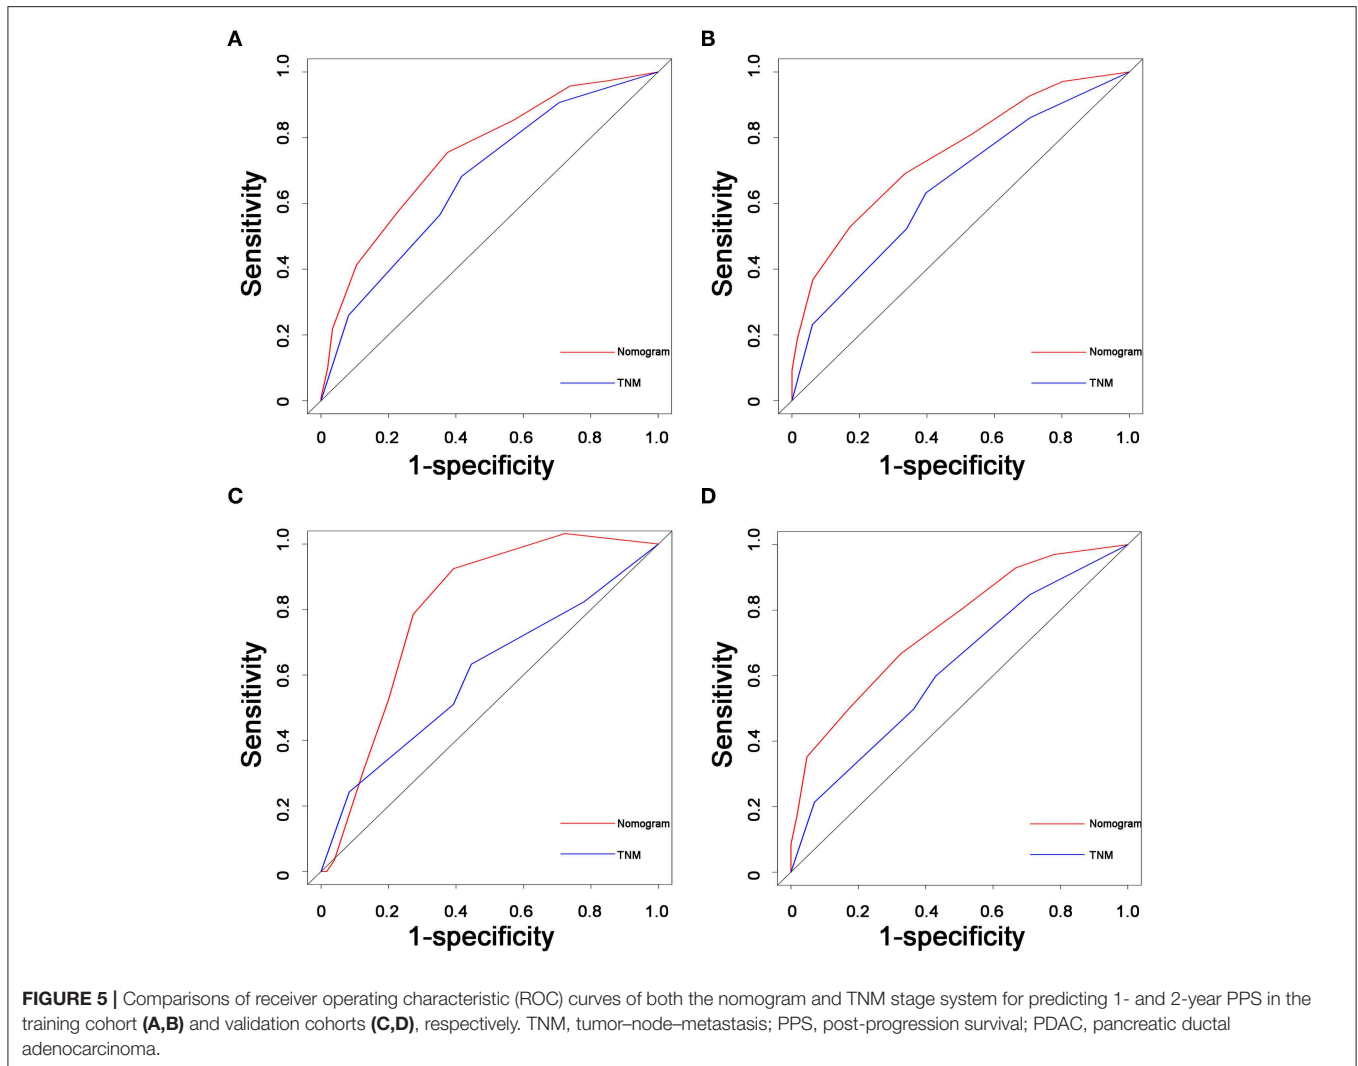 A
Sensitivity
1.0
0.8
0.6
0.4
0.2
0
Nomogram
TNM
0 0.2 0.4 0.6 0.8 1.0
1-specificity
B
Sensitivity
1.0
0.8
0.6
0.4
0.2
0
Nomogram
TNM
0 0.2 0.4 0.6 0.8 1.0
1-specificity
C
Sensitivity
1.0
0.8
0.6
0.4
0.2
0
Nomogram
TNM
0 0.2 0.4 0.6 0.8 1.0
1-specificity
D
Sensitivity
1.0
0.8
0.6
0.4
0.2
0
Nomogram
TNM
0 0.2 0.4 0.6 0.8 1.0
1-specificity
FIGURE 5 | Comparisons of receiver operating characteristic (ROC) curves of both the nomogram and TNM stage system for predicting 1- and 2-year PPS in the
training cohort (A,B) and validation cohorts (C,D), respectively. TNM, tumor–node–metastasis; PPS, post-progression survival; PDAC, pancreatic ductal
adenocarcinoma.